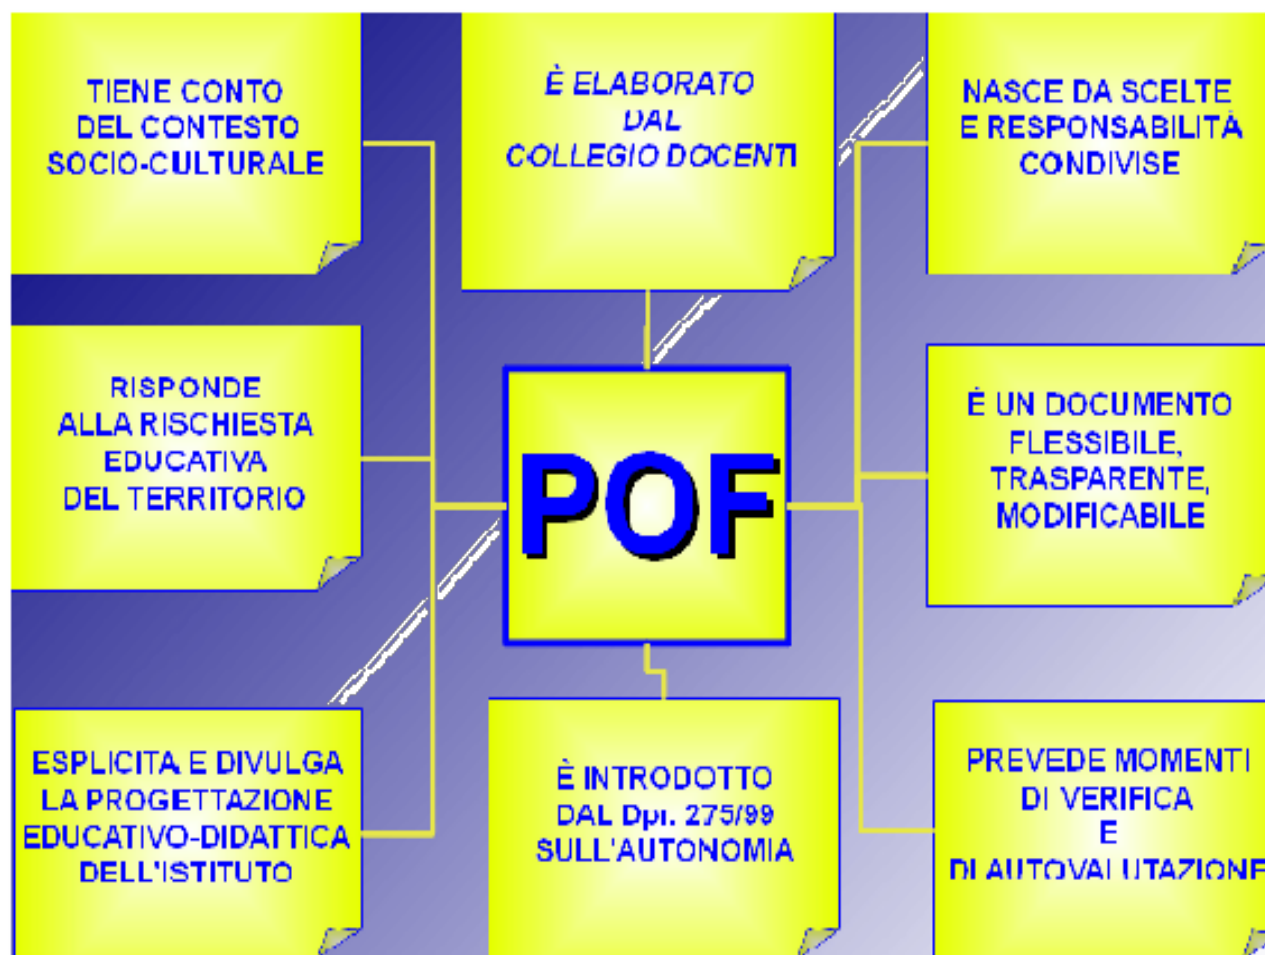 TIENE CONTO
DEL CONTESTO
SOCIO-CULTURALE
È ELABORATO
DAL
COLLEGIO DOCENTI
NASCE DA SCELTE
E RESPONSABILITÀ
CONDIVISE
RISPONDE
ALLA RISCHIESTA
EDUCATIVA
DEL TERRITORIO
POF
È UN DOCUMENTO
FLESSIBILE,
TRASPARENTE,
MODIFICABILE
ESPLICITA E DIVULGA
LA PROGETTAZIONE
EDUCATIVO-DIDATTICA
DELL'ISTITUTO
È INTRODOTTO
DAL Dpr. 275/99
SULL'AUTONOMIA
PREVEDE MOMENTI
DI VERIFICA
E
DI AUTOVALUTAZIONE